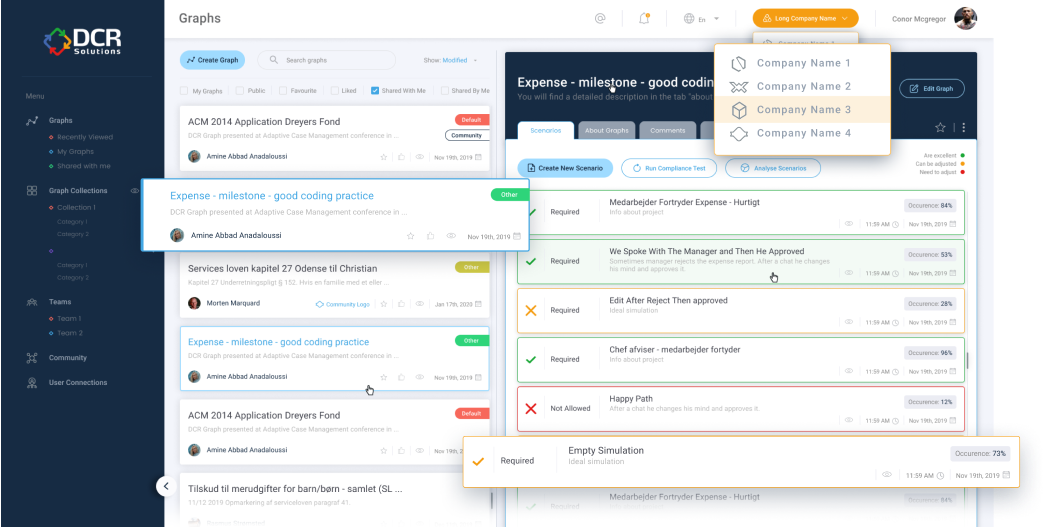 DCR
Solutions
Menu
Graphs
Recently Viewed
My Graphs
Shared with me
Graph Collections
Collection 1
Category 1
Category 2
Category 1
Category 2
Teams
Team 1
Team 2
Community
User Connections
Graphs
En
Long Company Name
Conor Mcgregor
Company Name 1
Company Name 2
Company Name 3
Company Name 4
Create Graph
Search graphs
Show: Modified
My Graphs
Public
Favourite
Liked
Shared With Me
Shared By Me
ACM 2014 Application Dreyers Fond
Default
DCR Graph presented at Adaptive Case Management conference in ...
Community
Amine Abbad Anadaloussi
Nov 19th, 2019
Expense - milestone - good coding practice
Other
DCR Graph presented at Adaptive Case Management conference in ...
Amine Abbad Anadaloussi
Nov 19th, 2019
Services loven kapitel 27 Odense til Christian
Other
Kapitel 27 Underretningspligt § 152. Hvis en familie med et eller ...
Morten Marquard
Community Logo
Jan 17th, 2020
Expense - milestone - good coding practice
Other
DCR Graph presented at Adaptive Case Management conference in ...
Amine Abbad Anadaloussi
Nov 19th, 2019
ACM 2014 Application Dreyers Fond
Default
DCR Graph presented at Adaptive Case Management conference in ...
Amine Abbad Anadaloussi
Nov 19th, 2
Tilskud til merudgifter for barn/børn - samlet (SL ...
11/12 2019 Opmarkering af serviceloven paragraf 41.
Expense - milestone - good codin
You will find a detailed description in the tab "about
Edit Graph
Scenarios
About Graphs
Comments
Create New Scenario
Run Compliance Test
Analyse Scenarios
Are excellent
Can be adjusted
Need to adjust
Required
Medarbejder Fortryder Expense - Hurtigt
Info about project
Occurence: 84%
11:59 AM
Nov 19th, 2019
Required
We Spoke With The Manager and Then He Approved
Sometimes manager rejects the expense report. After a chat he changes
his mind and approves it.
Occurence: 53%
11:59 AM
Nov 19th, 2019
Required
Edit After Reject Then approved
Ideal simulation
Occurence: 28%
11:59 AM
Nov 19th, 2019
Required
Chef afviser - medarbejder fortyder
Info about project
Occurence: 96%
11:59 AM
Nov 19th, 2019
Not Allowed
Happy Path
After a chat he changes his mind and approves it.
Occurence: 12%
11:59 AM
Nov 19th, 2019
Required
Empty Simulation
Ideal simulation
Occurence: 73%
11:59 AM
Nov 19th, 2019
Required
Medarbejder Fortryder Expense - Hurtigt
Info about project
Occurence: 84%